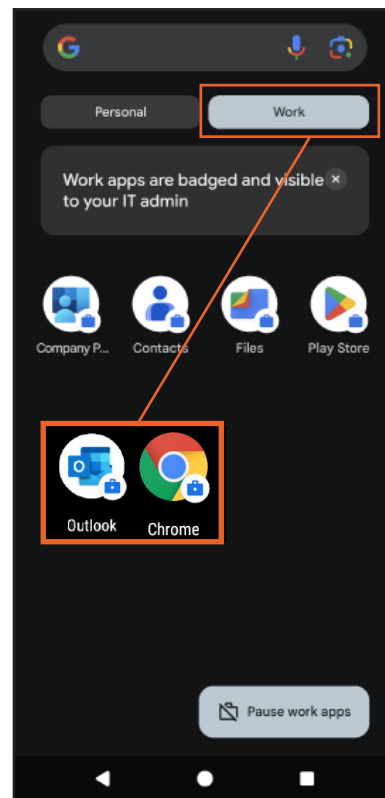 Personal
Work
Work apps are badged and visible
to your IT admin
Company P...
Contacts
Files
Play Store
Outlook
Chrome
Pause work apps